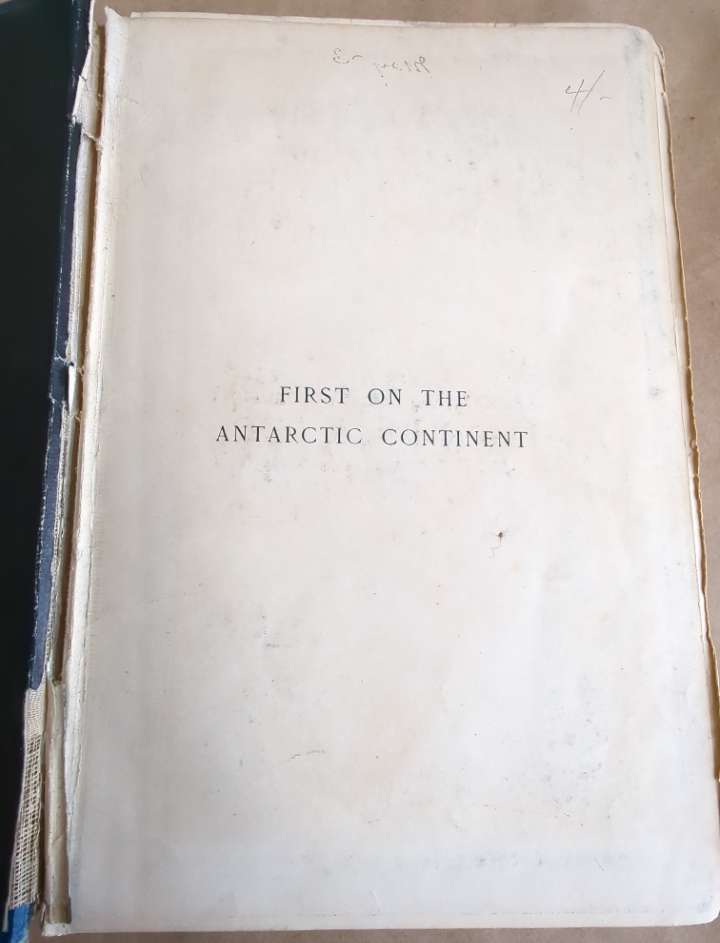 4/-
FIRST ON THE
ANTARCTIC CONTINENT